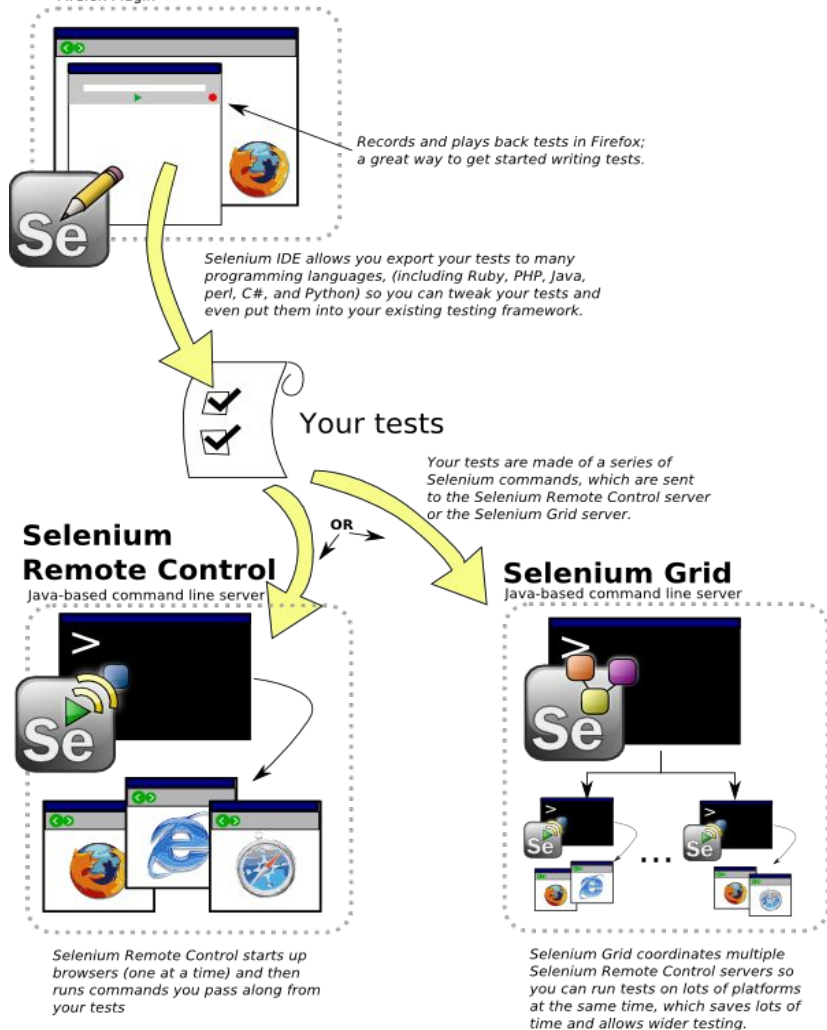 Records and plays back tests in Firefox;
a great way to get started writing tests.
Se
Selenium IDE allows you export your tests to many
programming languages, (including Ruby, PHP, Java,
perl, C#, and Python) so you can tweak your tests and
even put them into your existing testing framework.
Your tests
Your tests are made of a series of
Selenium commands, which are sent
to the Selenium Remote Control server
or the Selenium Grid server.
OR
Selenium
Remote Control
Java-based command line server
>
Se
Selenium Grid
Java-based command line server
>
Se
>
Se
...
>
Se
Selenium Remote Control starts up
browsers (one at a time) and then
runs commands you pass along from
your tests
Selenium Grid coordinates multiple
Selenium Remote Control servers so
you can run tests on lots of platforms
at the same time, which saves lots of
time and allows wider testing.